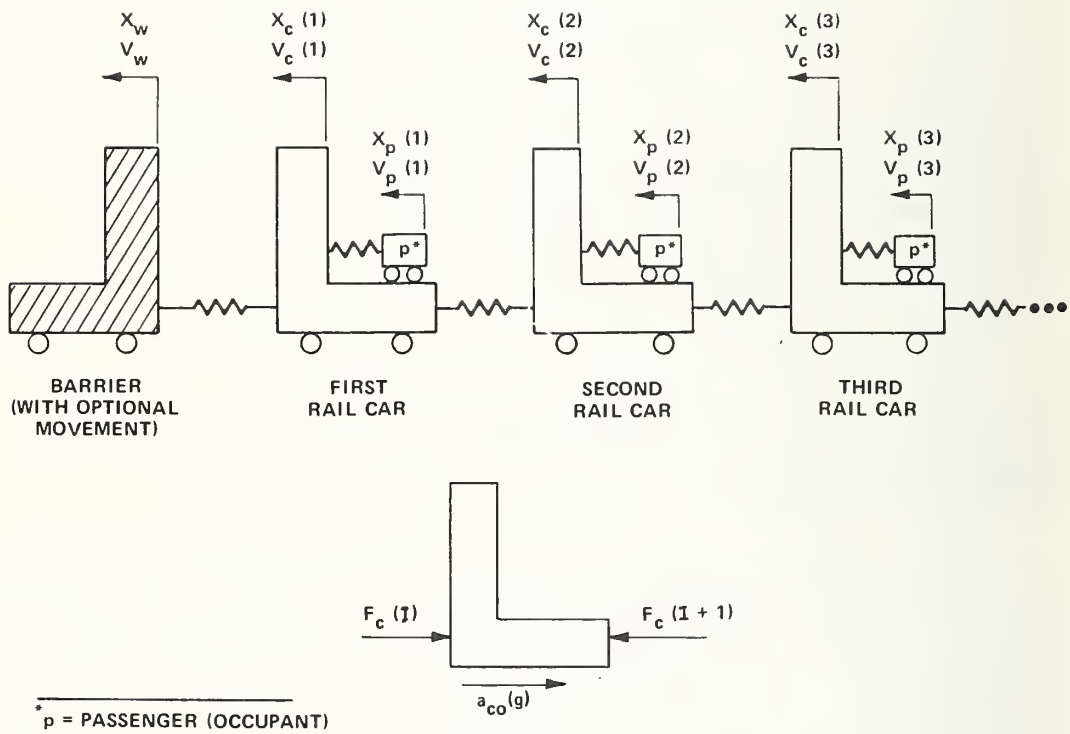 X_w
V_w
X_c (1)
V_c (1)
X_c (2)
V_c (2)
X_c (3)
V_c (3)
X_p (1)
V_p (1)
X_p (2)
V_p (2)
X_p (3)
V_p (3)
p*
p*
p*
BARRIER
(WITH OPTIONAL
MOVEMENT)
FIRST
RAIL CAR
SECOND
RAIL CAR
THIRD
RAIL CAR
F_c (I)
F_c (I + 1)
a_co(g)
*p = PASSENGER (OCCUPANT)